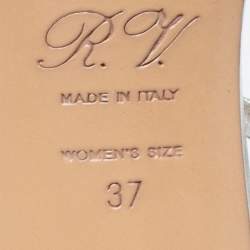 R.V.
MADE IN ITALY
WOMEN'S SIZE
37